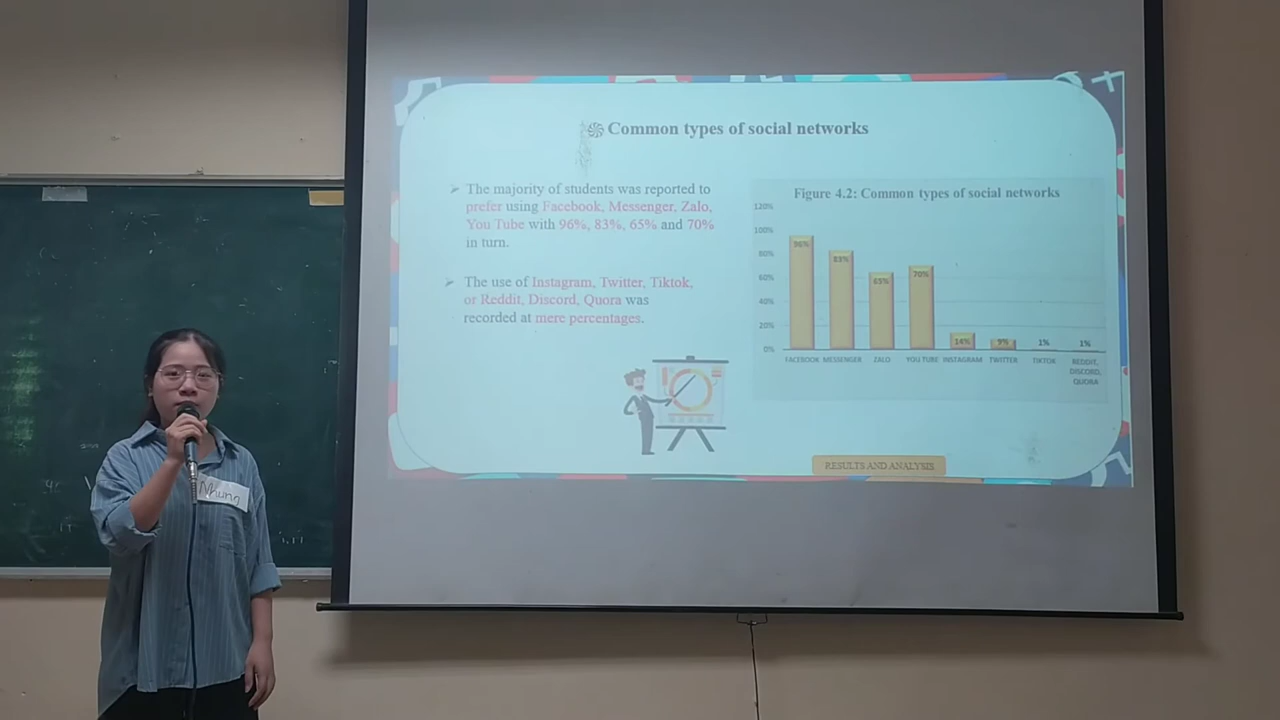 Common types of social networks
The majority of students was reported to
prefer using Facebook, Messenger, Zalo,
You Tube with 96%, 83%, 65% and 70%
in turn.
The use of Instagram, Twitter, Tiktok,
or Reddit, Discord, Quora was
recorded at mere percentages.
Figure 4.2: Common types of social networks
120%
100%
80%
60%
40%
20%
0%
96%
83%
65%
70%
14%
9%
1%
1%
FACEBOOK
MESSENGER
ZALO
YOU TUBE
INSTAGRAM
TWITTER
TIKTOK
REDDIT,
DISCORD,
QUORA
RESULTS AND ANALYSIS
Nhung